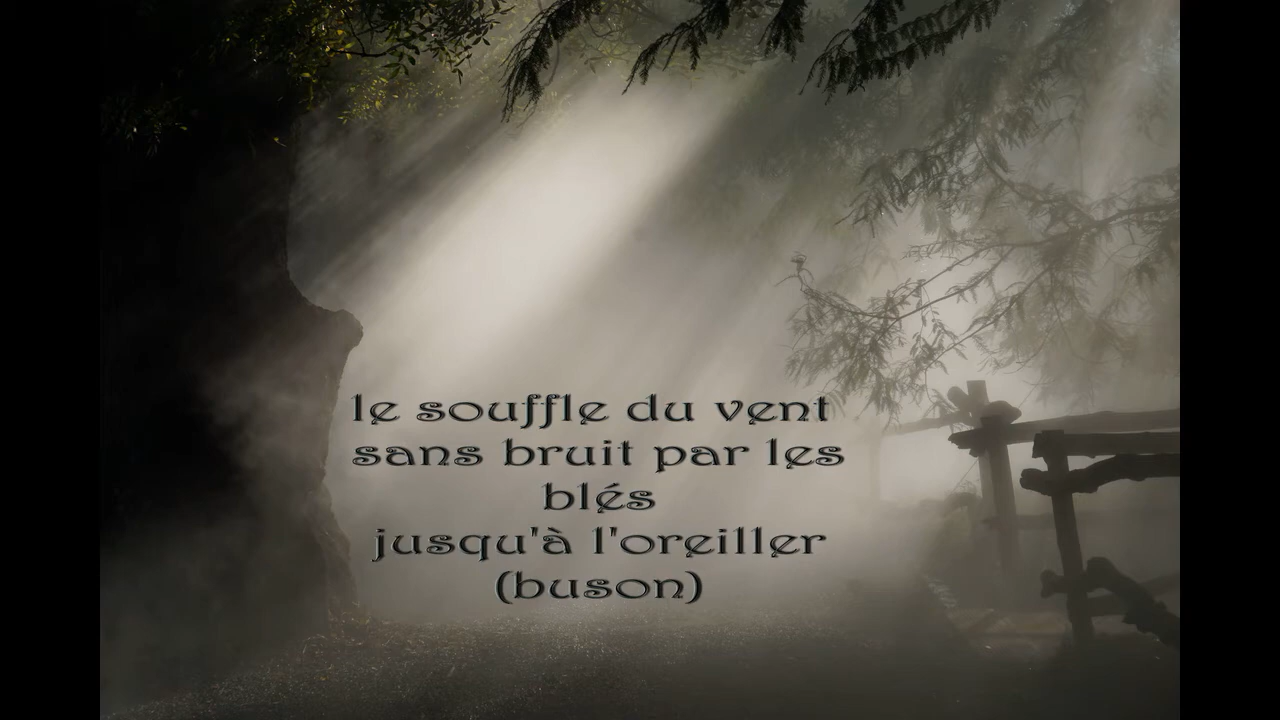 le souffle du vent
sans bruit par les
blés
jusqu'à l'oreiller
(buson)